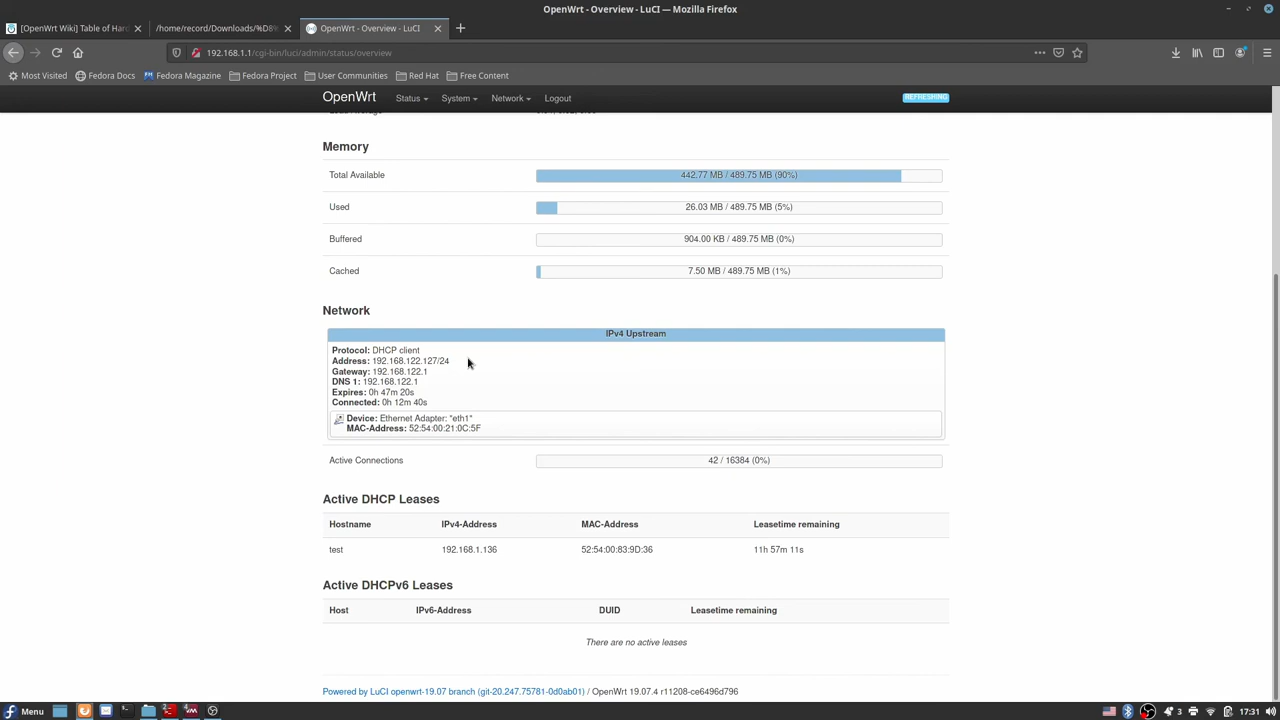 OpenWrt - Overview - LuCI — Mozilla Firefox
[OpenWrt Wiki] Table of Har
/home/record/Downloads/%D8%
OpenWrt - Overview - LuCI
192.168.1.1/cgi-bin/luci/admin/status/overview
Most Visited
Fedora Docs
Fedora Magazine
Fedora Project
User Communities
Red Hat
Free Content
OpenWrt
Status
System
Network
Logout
REFRESHING
Memory
Total Available
442.77 MB / 489.75 MB (90%)
Used
26.03 MB / 489.75 MB (5%)
Buffered
904.00 KB / 489.75 MB (0%)
Cached
7.50 MB / 489.75 MB (1%)
Network
IPv4 Upstream
Protocol: DHCP client
Address: 192.168.122.127/24
Gateway: 192.168.122.1
DNS 1: 192.168.122.1
Expires: 0h 47m 20s
Connected: 0h 12m 40s
Device: Ethernet Adapter: "eth1"
MAC-Address: 52:54:00:21:0C:5F
Active Connections
42 / 16384 (0%)
Active DHCP Leases
Hostname IPv4-Address MAC-Address Leasetime remaining
test 192.168.1.136 52:54:00:83:9D:36 11h 57m 11s
Active DHCPv6 Leases
Host IPv6-Address DUID Leasetime remaining
There are no active leases
Powered by LuCI openwrt-19.07 branch (git-20.247.75781-0d0ab01) / OpenWrt 19.07.4 r11208-ce6496d796
Menu
3
17:31